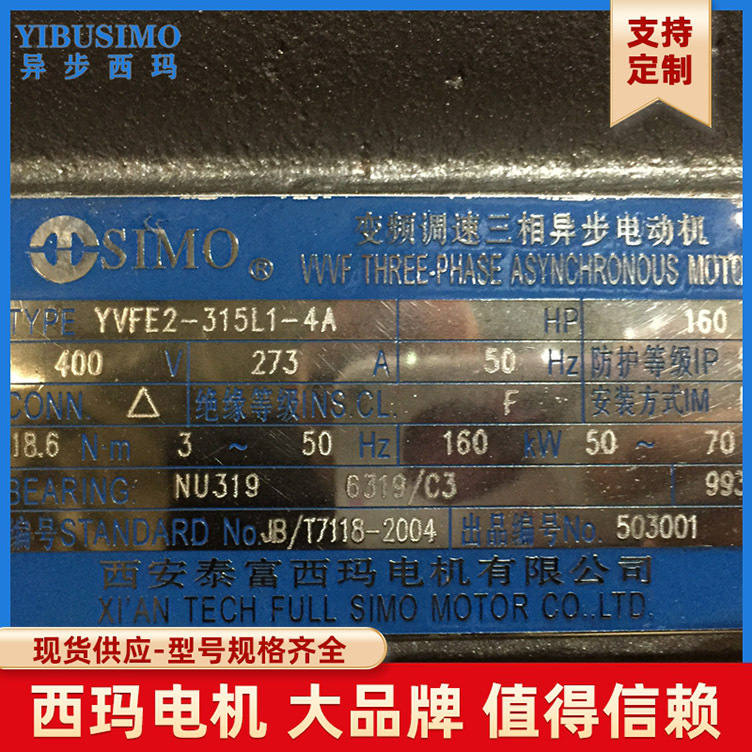 YIBUSIMO
异步西玛
支持
定制
SIMO ®
变频调速三相异步电动机
VVVF THREE-PHASE ASYNCHRONOUS MOTO
TYPE YVFE2-315L1-4A HP 160
400 V 273 A 50 Hz 防护等级IP
CONN. △ 绝缘等级INS.CL. F 安装方式IM
18.6 N·m 3 ~ 50 Hz 160 kW 50 ~ 70
BEARING NU319 6319/C3 993
编号STANDARD No. JB/T7118-2004 出品编号No. 503001
西安泰富西玛电机有限公司
XI'AN TECH FULL SIMO MOTOR CO.,LTD.
现货供应-型号规格齐全
西玛电机 大品牌 值得信赖